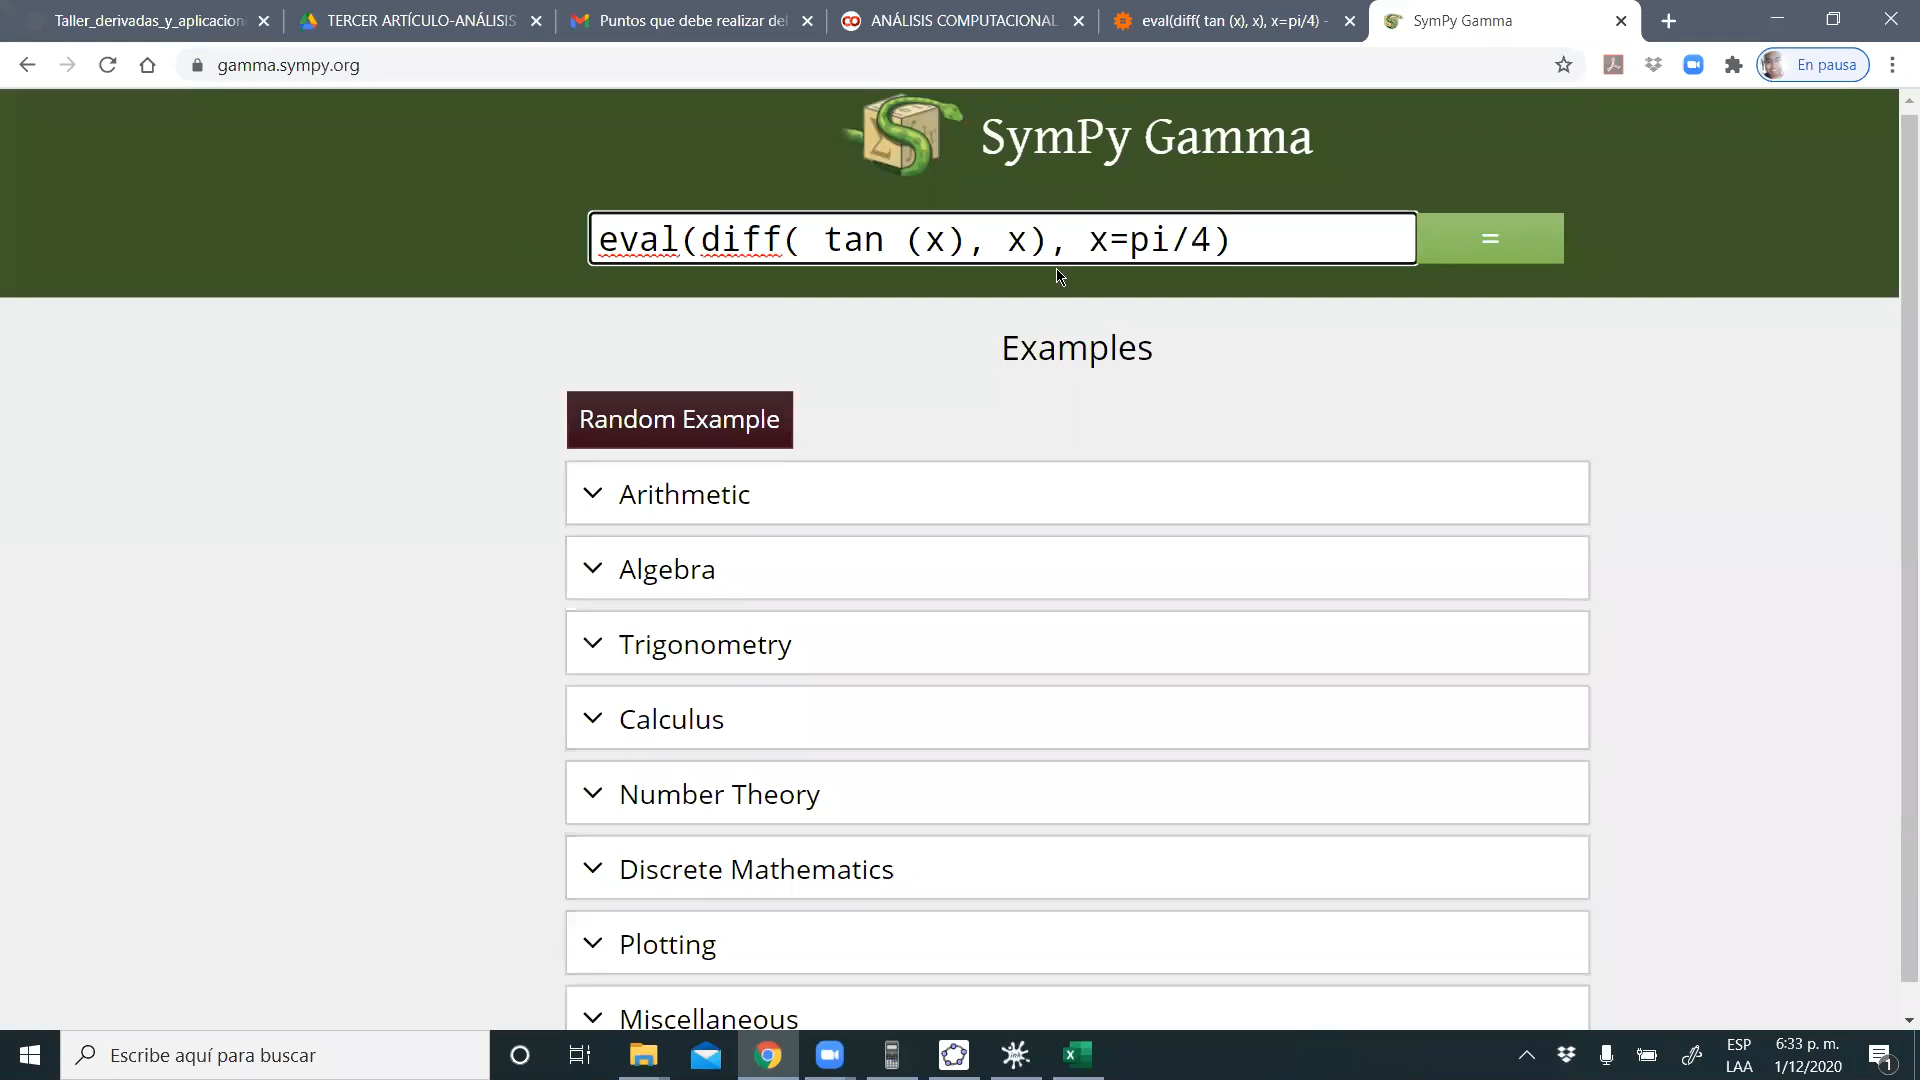 Taller_derivadas_y_aplicacion
TERCER ARTÍCULO-ANÁLISIS
Puntos que debe realizar del
ANÁLISIS COMPUTACIONAL
eval(diff( tan (x), x), x=pi/4) -
SymPy Gamma
gamma.sympy.org
En pausa
SymPy Gamma
eval(diff( tan (x), x), x=pi/4)
=
Examples
Random Example
Arithmetic
Algebra
Trigonometry
Calculus
Number Theory
Discrete Mathematics
Plotting
Miscellaneous
Escribe aquí para buscar
ESP
LAA
6:33 p. m.
1/12/2020
1